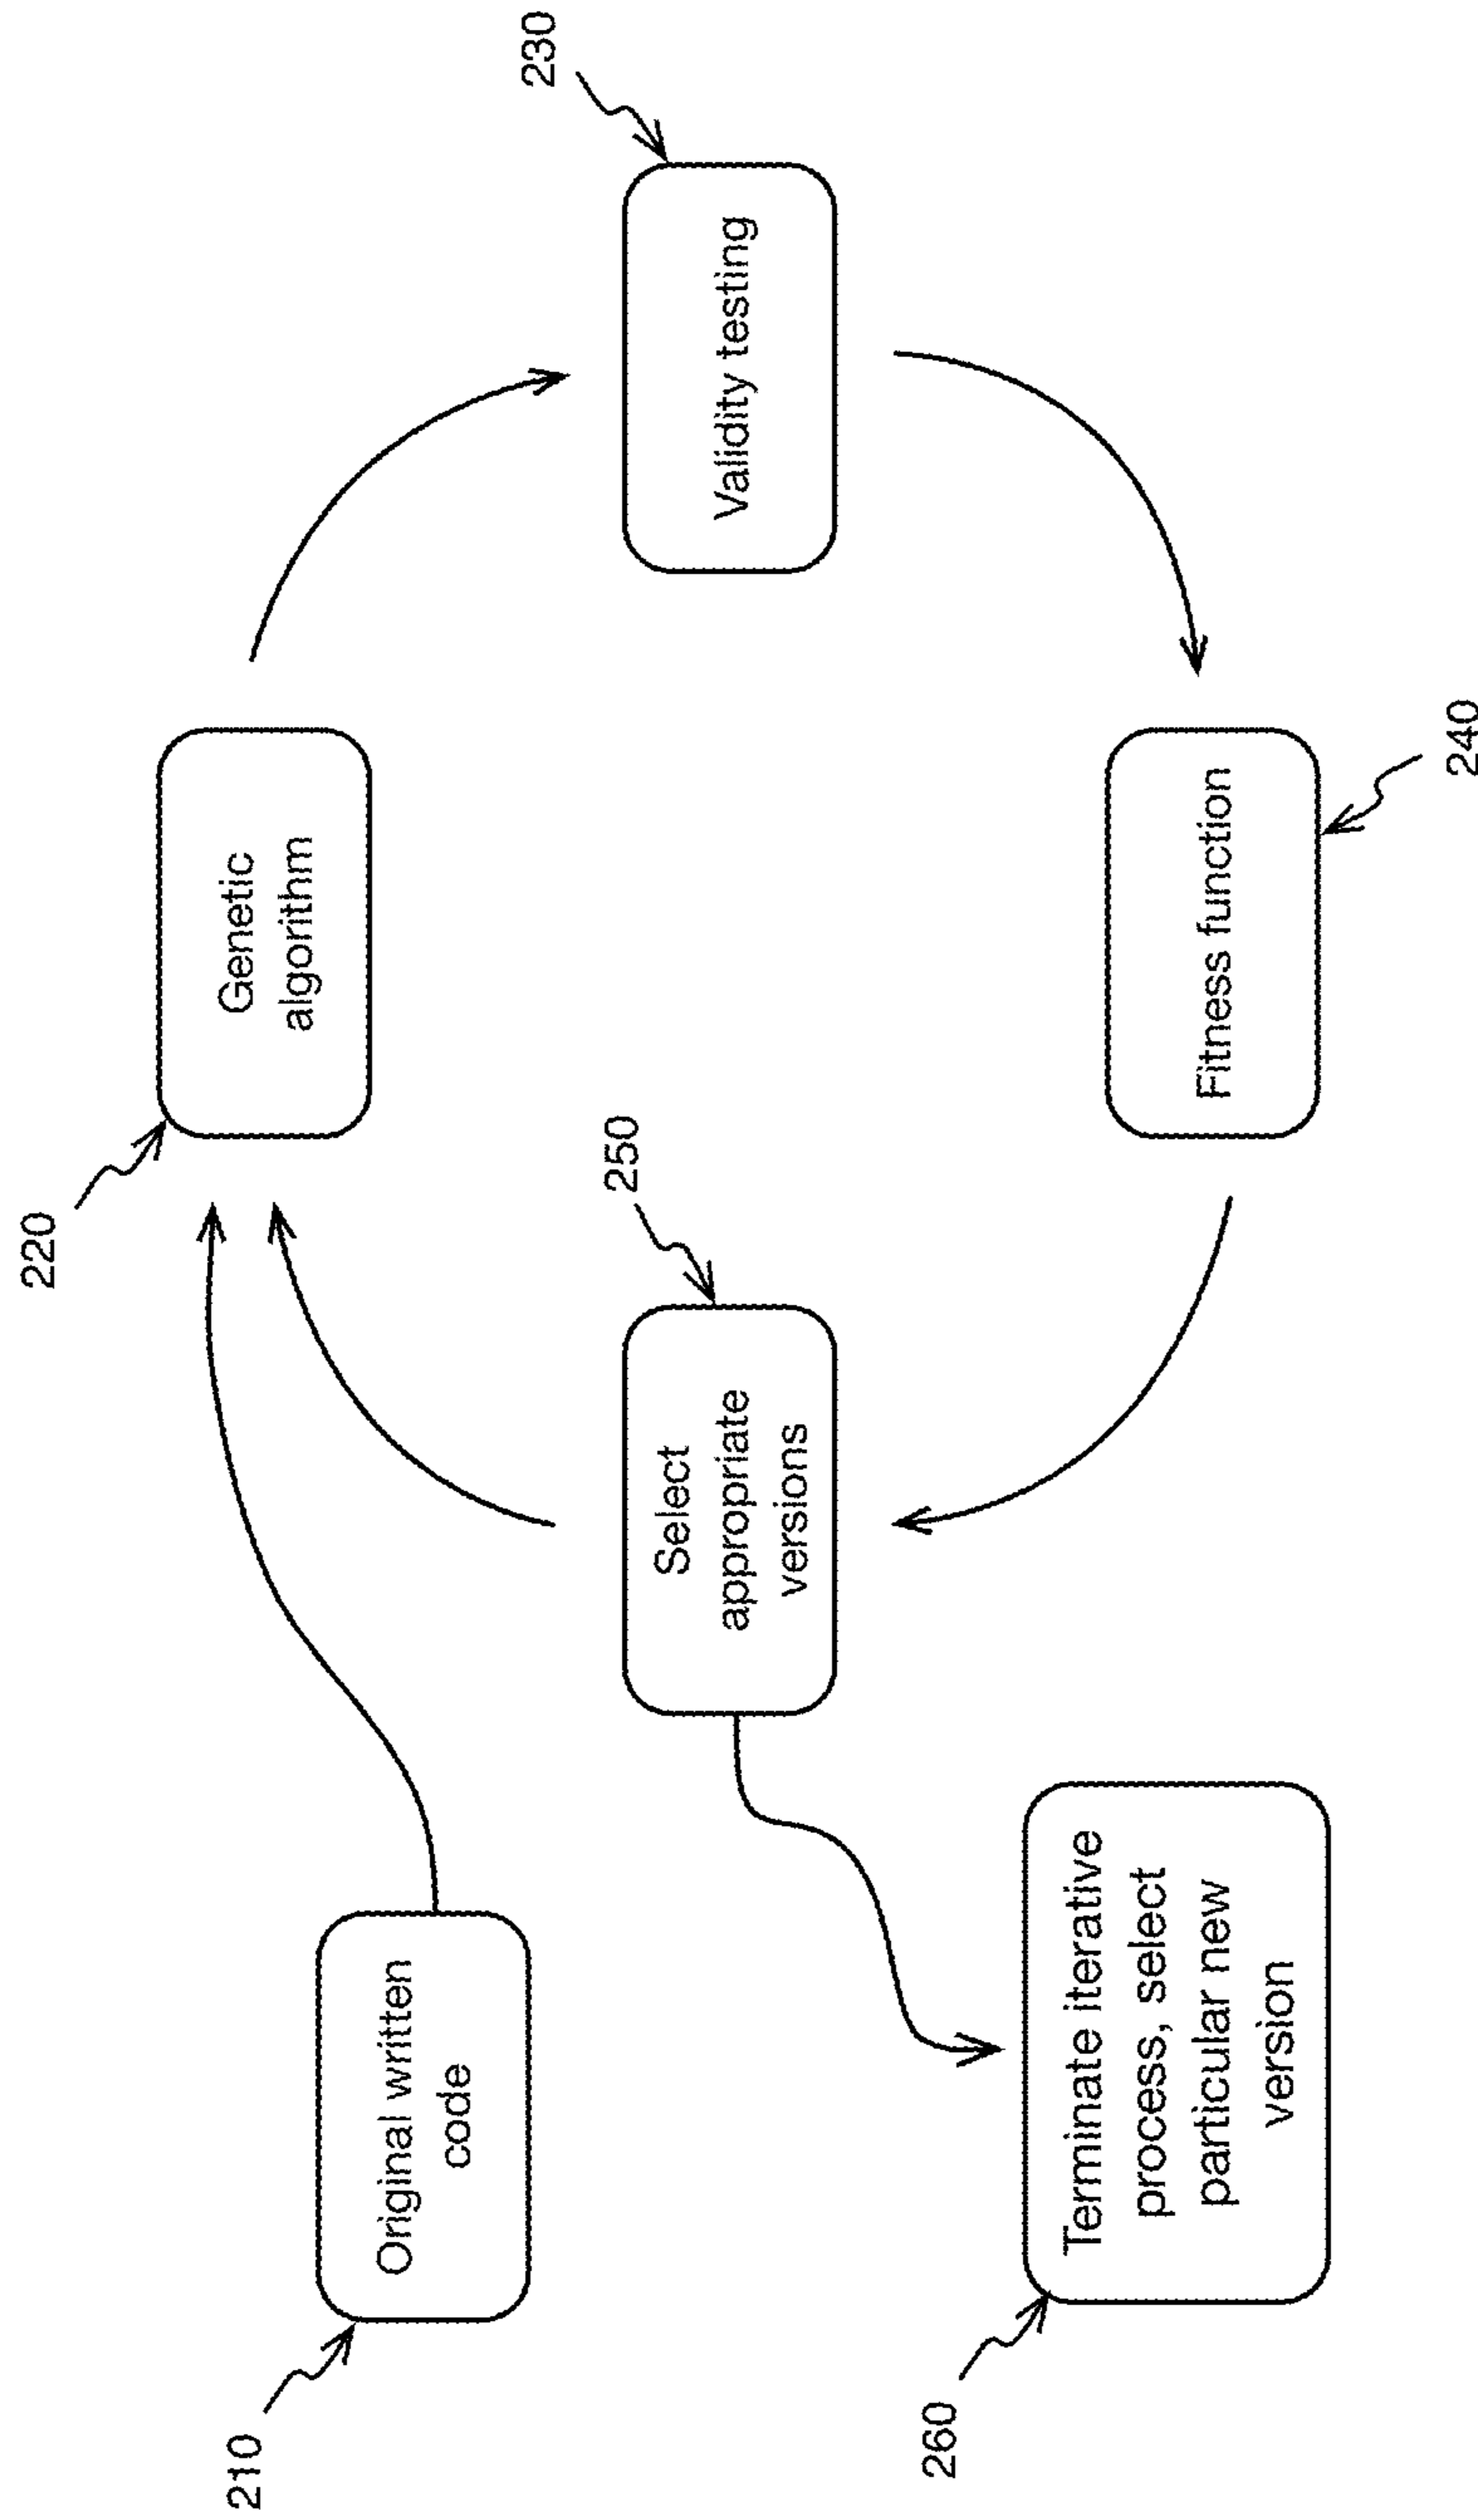 210
Original written
code
220
Genetic
algorithm
230
Validity testing
240
Fitness function
250
Select
appropriate
versions
260
Terminate iterative
process, select
particular new
version